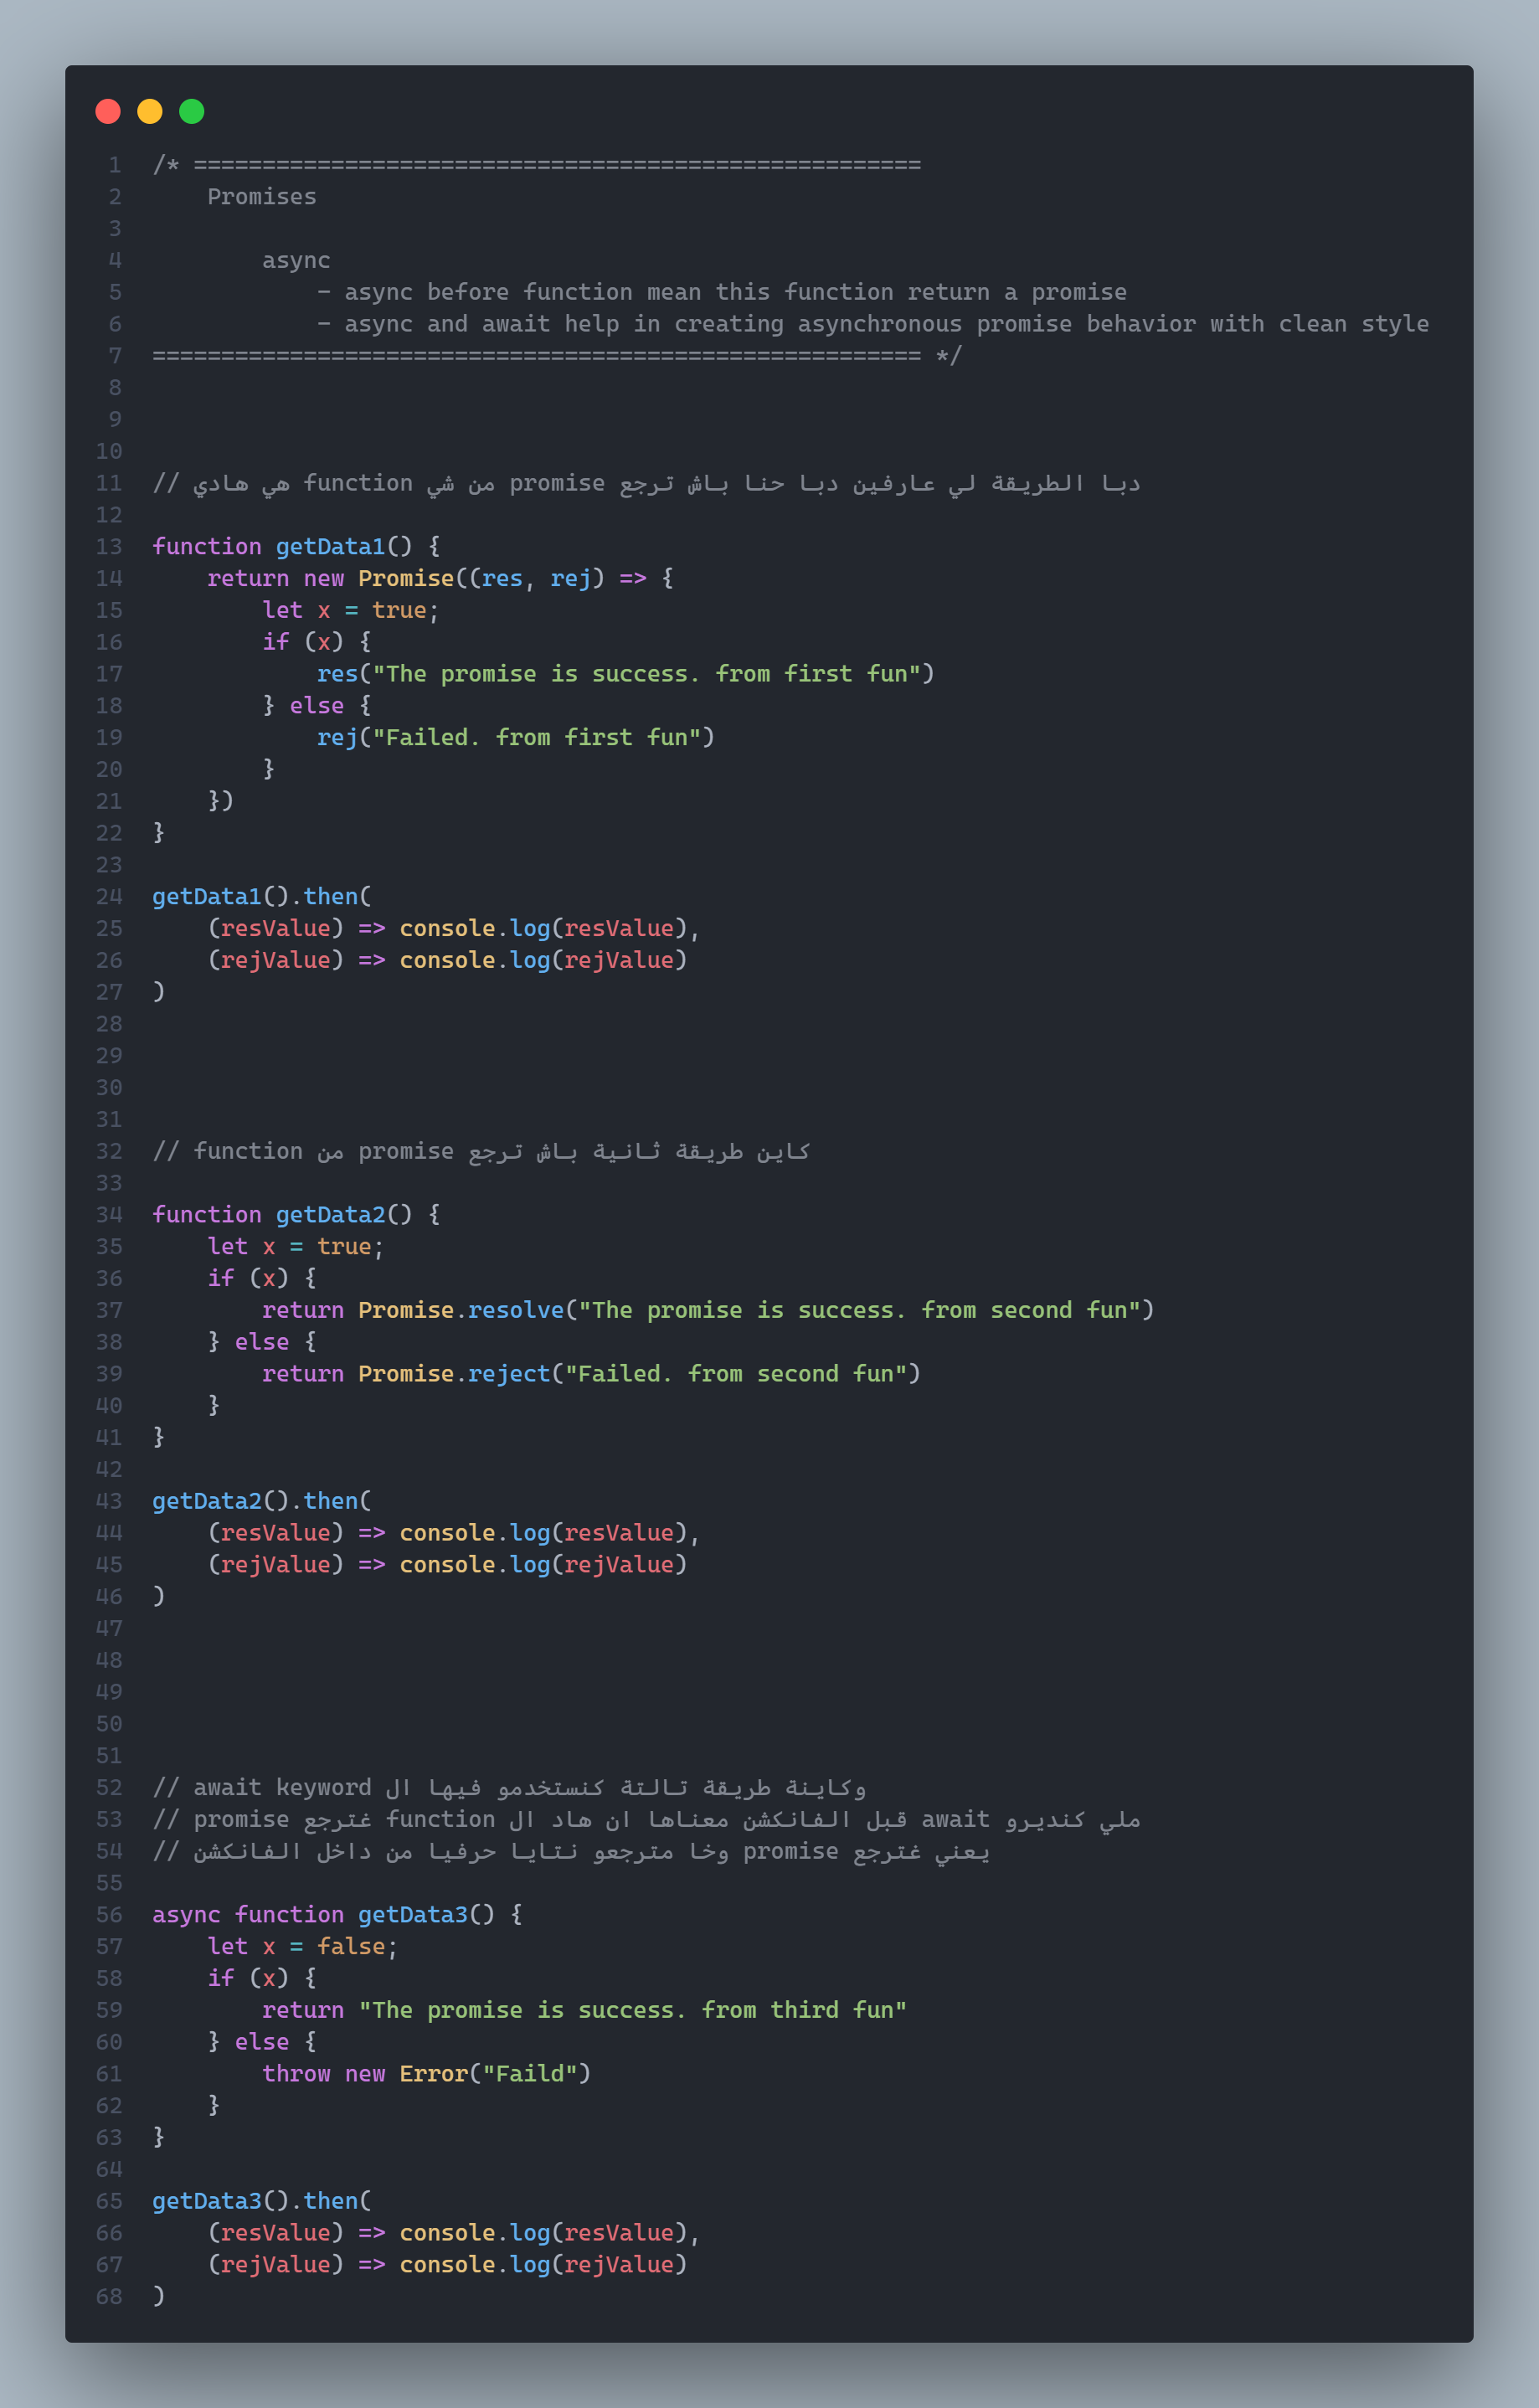 1 /* =====================================================
2     Promises
3
4         async
5             - async before function mean this function return a promise
6             - async and await help in creating asynchronous promise behavior with clean style
7 ======================================================== */
8
9
10
11 // دبا الطريقة لي عارفين دبا حنا باش ترجع promise من شي function هي هادي
12
13 function getData1() {
14     return new Promise((res, rej) => {
15         let x = true;
16         if (x) {
17             res("The promise is success. from first fun")
18         } else {
19             rej("Failed. from first fun")
20         }
21     })
22 }
23
24 getData1().then(
25     (resValue) => console.log(resValue),
26     (rejValue) => console.log(rejValue)
27 )
28
29
30
31
32 // كاين طريقة ثانية باش ترجع promise من function
33
34 function getData2() {
35     let x = true;
36     if (x) {
37         return Promise.resolve("The promise is success. from second fun")
38     } else {
39         return Promise.reject("Failed. from second fun")
40     }
41 }
42
43 getData2().then(
44     (resValue) => console.log(resValue),
45     (rejValue) => console.log(rejValue)
46 )
47
48
49
50
51
52 // وكاينة طريقة تالتة كنستخدمو فيها ال await keyword
53 // ملي كنديرو await قبل الفانكشن معناها ان هاد ال function غترجع promise
54 // يعني غترجع promise وخا مترجعو نتايا حرفيا من داخل الفانكشن
55
56 async function getData3() {
57     let x = false;
58     if (x) {
59         return "The promise is success. from third fun"
60     } else {
61         throw new Error("Faild")
62     }
63 }
64
65 getData3().then(
66     (resValue) => console.log(resValue),
67     (rejValue) => console.log(rejValue)
68 )